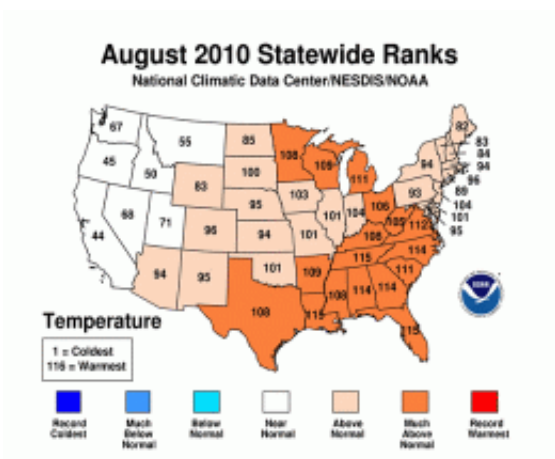 August 2010 Statewide Ranks
National Climatic Data Center/NESDIS/NOAA
67
55
85
108
109
111
82
83
84
94
96
89
104
101
95
45
50
83
100
94
93
44
68
71
96
95
103
101
104
106
105
112
94
101
108
115
114
94
95
101
109
114
114
111
108
108
115
115
Temperature
1 = Coldest
116 = Warmest
Record
Coldest
Much
Below
Normal
Below
Normal
Near
Normal
Above
Normal
Much
Above
Normal
Record
Warmest